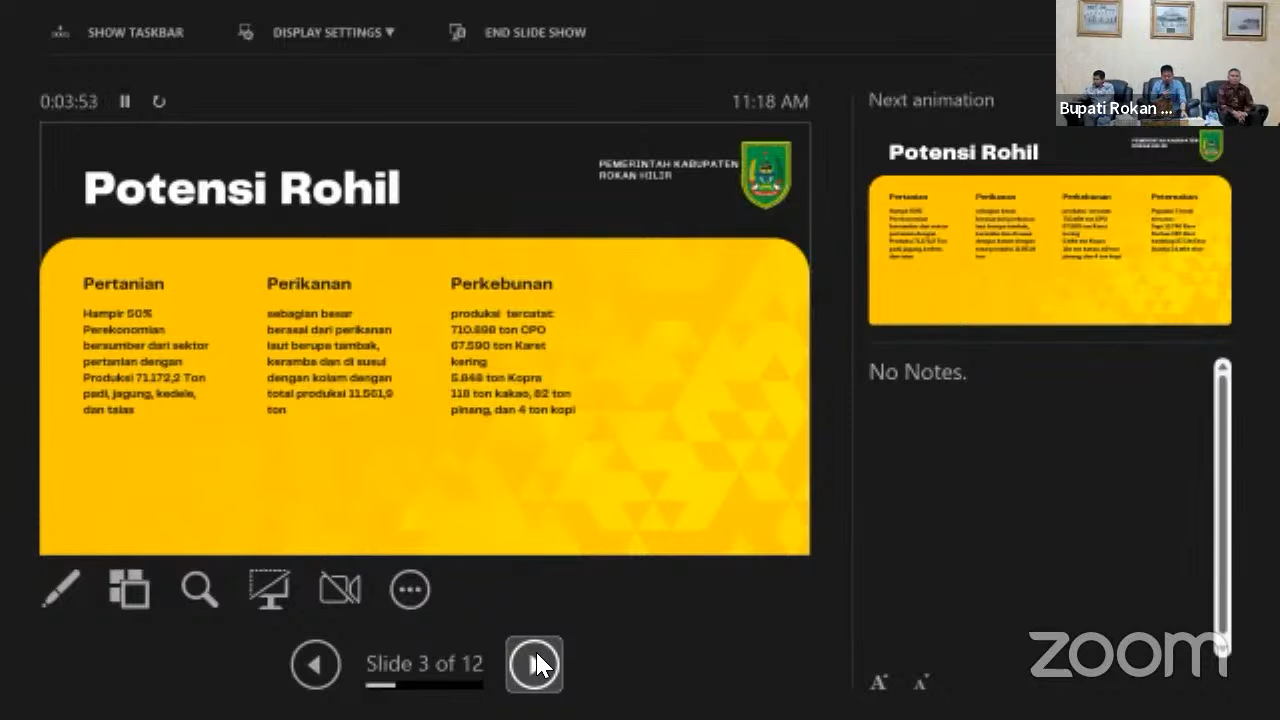 SHOW TASKBAR
DISPLAY SETTINGS ▼
END SLIDE SHOW
0:03:53
11:18 AM
Potensi Rohil
PEMERINTAH KABUPATEN
ROKAN HILIR
Pertanian
Hampir 50%
Perekonomian
bersumber dari sektor
pertanian dengan
Produksi 71.172,2 Ton
padi, jagung, kedele,
dan talas
Perikanan
sebagian besar
berasal dari perikanan
laut berupa tambak,
keramba dan di susul
dengan kolam dengan
total produksi 11.561,9
ton
Perkebunan
produksi tercatat:
710.898 ton CPO
67.590 ton Karet
kering
5.848 ton Kopra
118 ton kakao, 82 ton
pinang, dan 4 ton kopi
Slide 3 of 12
Next animation
Bupati Rokan ...
Potensi Rohil
Pertanian
Perikanan
Perkebunan
Peternakan
No Notes.
A
A
zoom